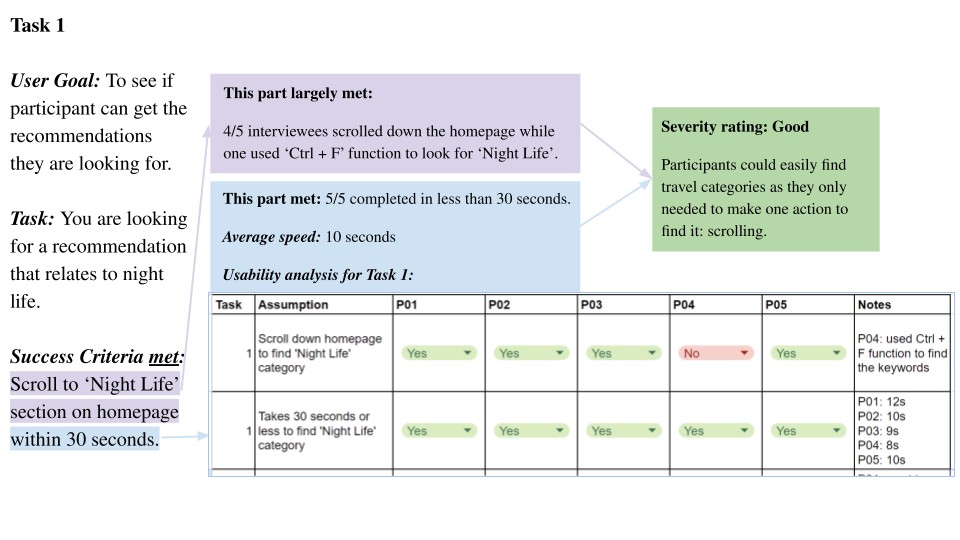 Task 1
User Goal: To see if
participant can get the
recommendations
they are looking for.
Task: You are looking
for a recommendation
that relates to night
life.
Success Criteria met:
Scroll to ‘Night Life’
section on homepage
within 30 seconds.
This part largely met:
4/5 interviewees scrolled down the homepage while
one used ‘Ctrl + F’ function to look for ‘Night Life’.
This part met: 5/5 completed in less than 30 seconds.
Average speed: 10 seconds
Usability analysis for Task 1:
Severity rating: Good
Participants could easily find
travel categories as they only
needed to make one action to
find it: scrolling.
Task Assumption P01 P02 P03 P04 P05 Notes
1 Scroll down homepage to find 'Night Life' category Yes Yes Yes No Yes P04: used Ctrl + F function to find the keywords
1 Takes 30 seconds or less to find 'Night Life' category Yes Yes Yes Yes Yes P01: 12s
P02: 10s
P03: 9s
P04: 8s
P05: 10s